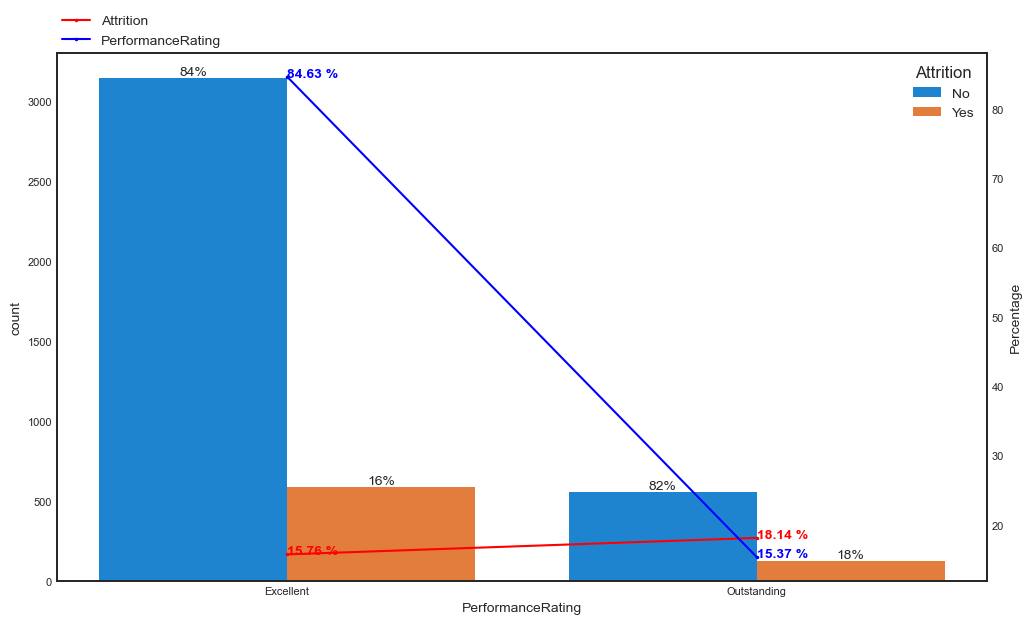 Attrition
PerformanceRating
84%
84.63 %
Attrition
No
Yes
3000
2500
2000
1500
1000
500
0
count
80
70
60
50
40
30
20
Percentage
16%
82%
15.76 %
18.14 %
15.37 %
18%
Excellent
Outstanding
PerformanceRating